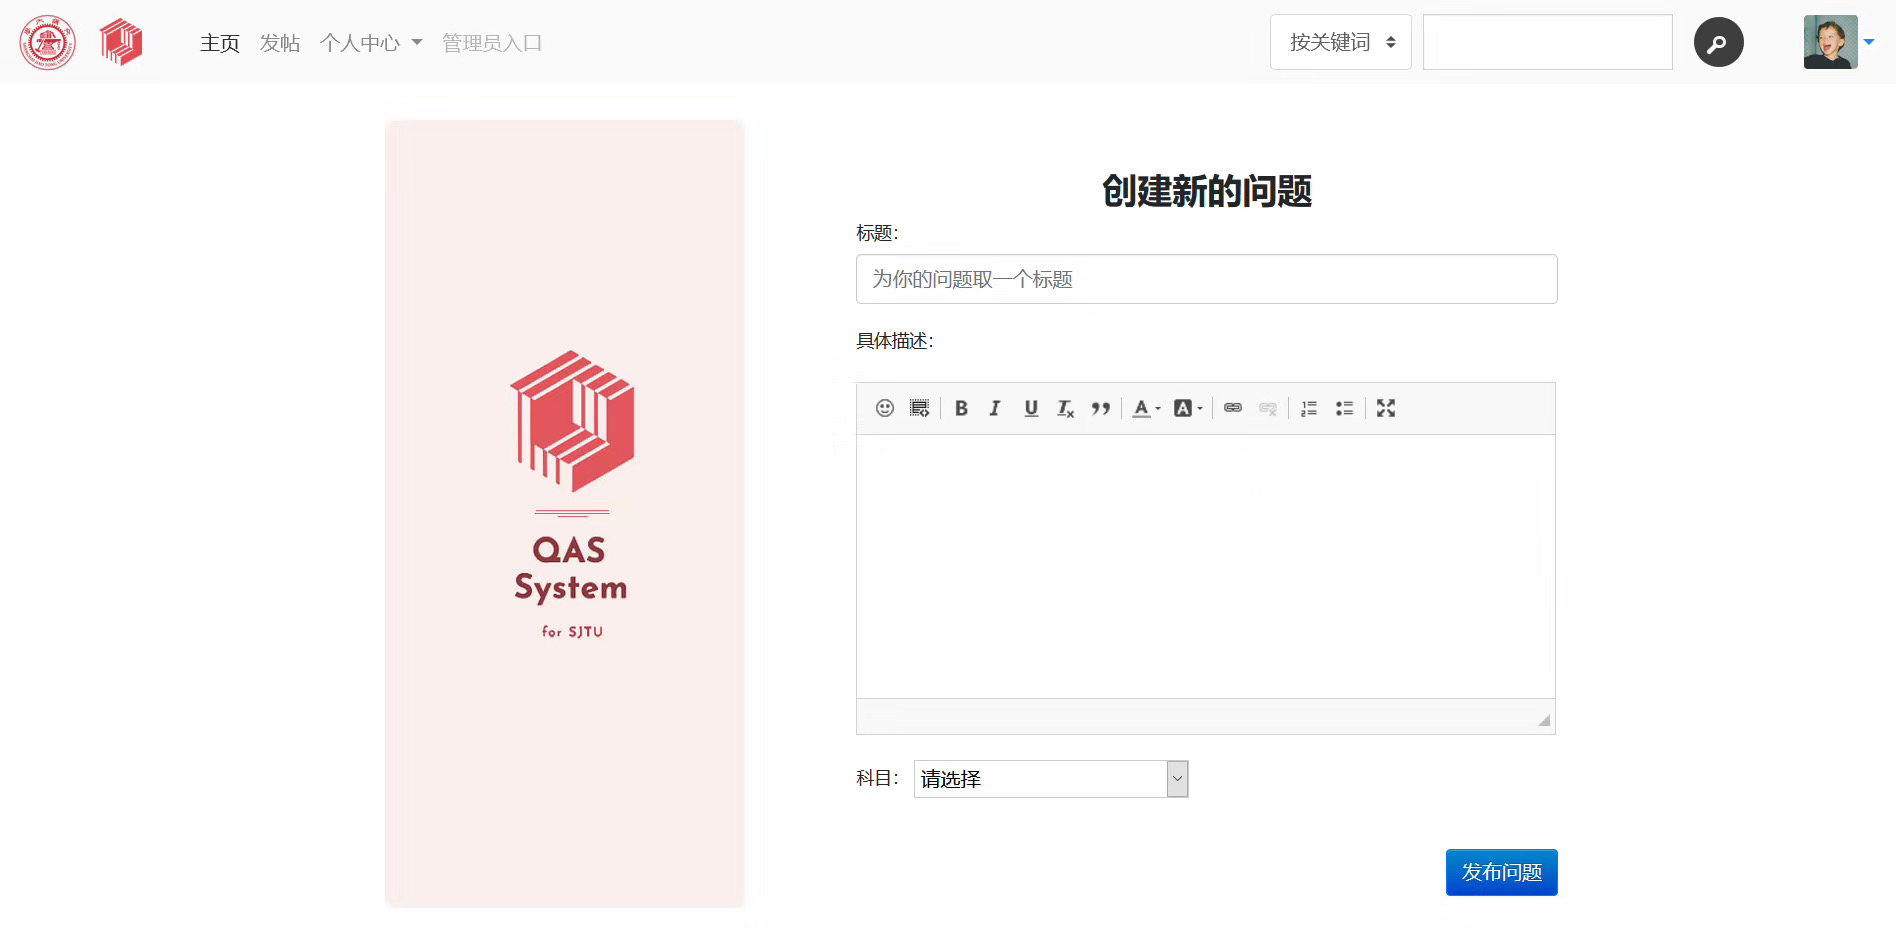 主页 发帖 个人中心 管理员入口 按关键词
创建新的问题
标题:
为你的问题取一个标题
具体描述:
QAS
System
for SJTU
科目: 请选择
发布问题